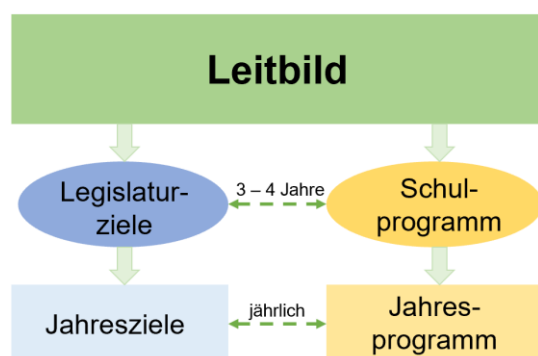 Leitbild
Legislatur-
ziele
3 – 4 Jahre
Schul-
programm
Jahresziele
jährlich
Jahres-
programm